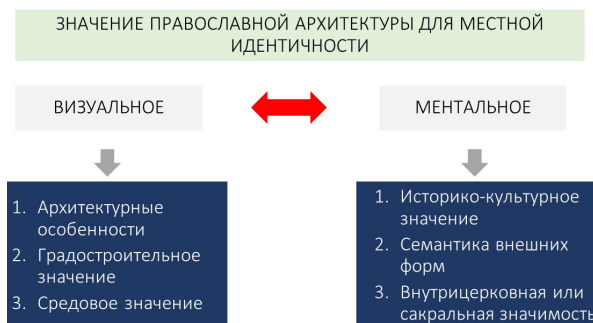 ЗНАЧЕНИЕ ПРАВОСЛАВНОЙ АРХИТЕКТУРЫ ДЛЯ МЕСТНОЙ
ИДЕНТИЧНОСТИ
ВИЗУАЛЬНОЕ
МЕНТАЛЬНОЕ
1. Архитектурные
особенности
2. Градостроительное
значение
3. Средовое значение
1. Историко-культурное
значение
2. Семантика внешних
форм
3. Внутрицерковная или
сакральная значимость